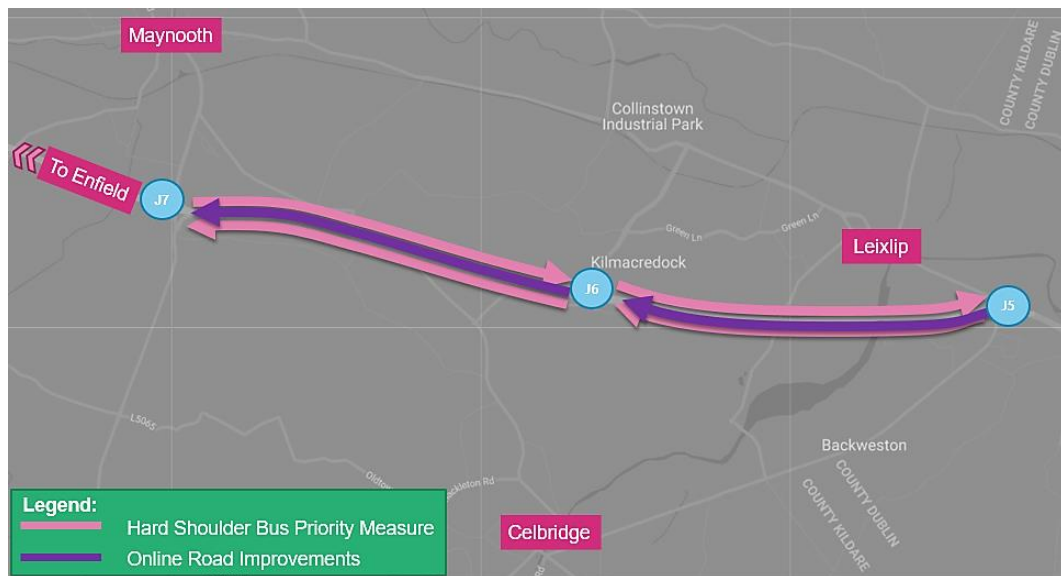 Maynooth
Collinstown
Industrial Park
COUNTY KILDARE
COUNTY DUBLIN
To Enfield
J7
Green Ln
Green Ln
Leixlip
Kilmacredock
J6
J5
L5065
Backweston
COUNTY DUBLIN
COUNTY KILDARE
Celbridge
Rd
Legend:
Hard Shoulder Bus Priority Measure
Online Road Improvements